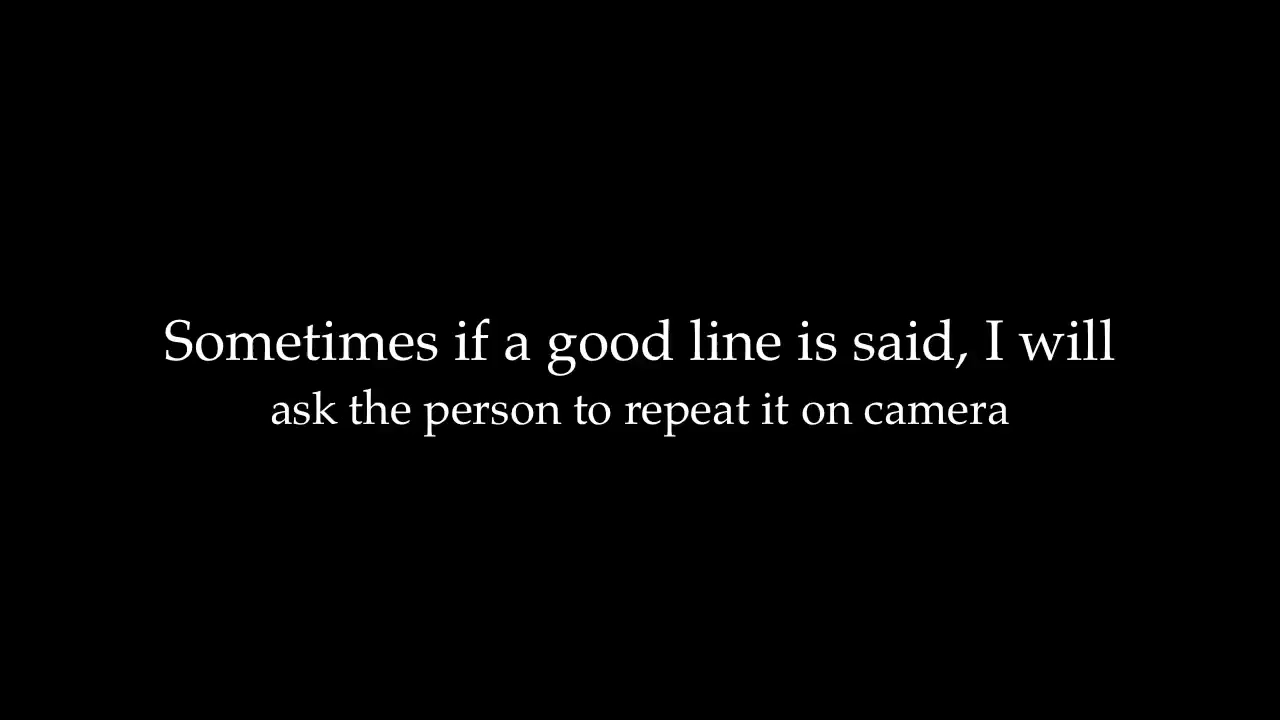 Sometimes if a good line is said, I will
ask the person to repeat it on camera